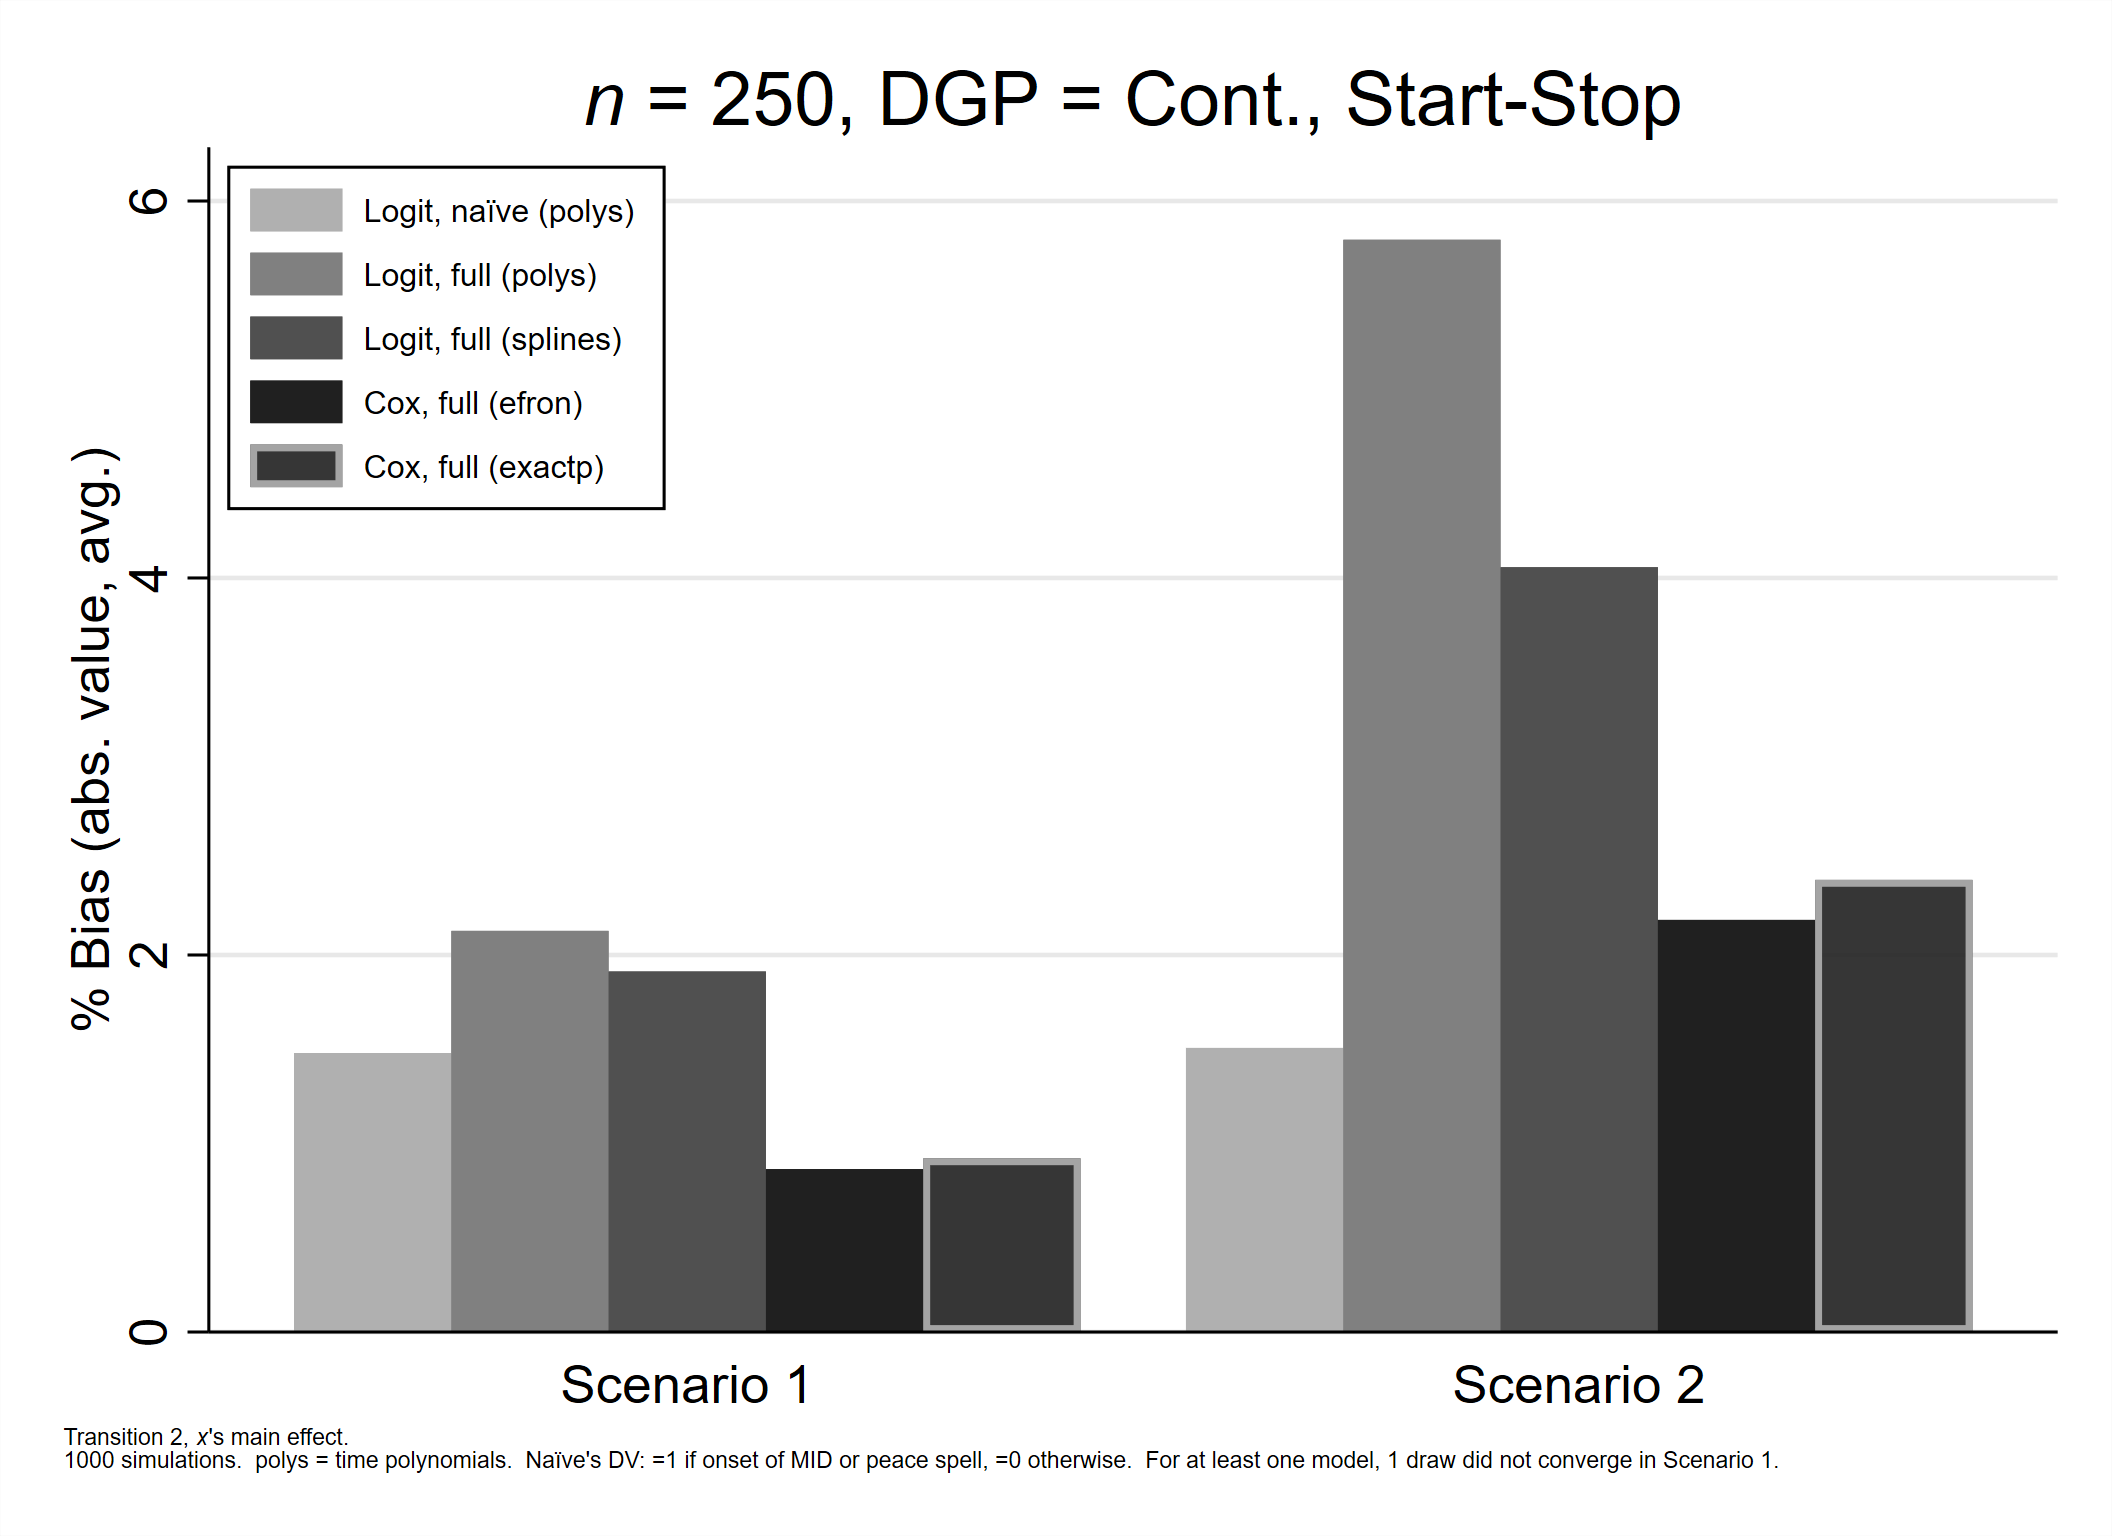 n = 250, DGP = Cont., Start-Stop
Logit, naïve (polys)
Logit, full (polys)
Logit, full (splines)
Cox, full (efron)
Cox, full (exactp)
% Bias (abs. value, avg.)
6
4
2
0
Scenario 1
Scenario 2
Transition 2, x's main effect.
1000 simulations.  polys = time polynomials.  Naïve's DV: =1 if onset of MID or peace spell, =0 otherwise.  For at least one model, 1 draw did not converge in Scenario 1.